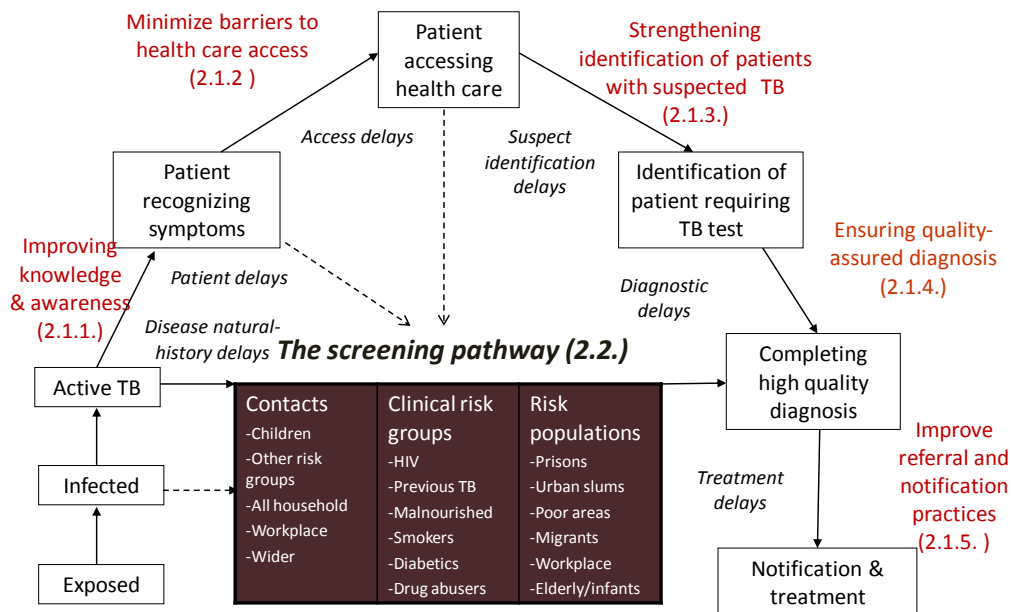 Minimize barriers to
health care access
(2.1.2 )
Patient
accessing
health care
Strengthening
identification of patients
with suspected TB
(2.1.3.)
Access delays
Suspect
identification
delays
Patient
recognizing
symptoms
Identification of
patient requiring
TB test
Improving
knowledge
& awareness
(2.1.1.)
Patient delays
Ensuring quality-
assured diagnosis
(2.1.4.)
Diagnostic
delays
Disease natural-
history delays
The screening pathway (2.2.)
Active TB
Completing
high quality
diagnosis
Contacts
-Children
-Other risk
groups
-All household
-Workplace
-Wider
Clinical risk
groups
-HIV
-Previous TB
-Malnourished
-Smokers
-Diabetics
-Drug abusers
Risk
populations
-Prisons
-Urban slums
-Poor areas
-Migrants
-Workplace
-Elderly/infants
Improve
referral and
notification
practices
(2.1.5. )
Infected
Treatment
delays
Exposed
Notification &
treatment